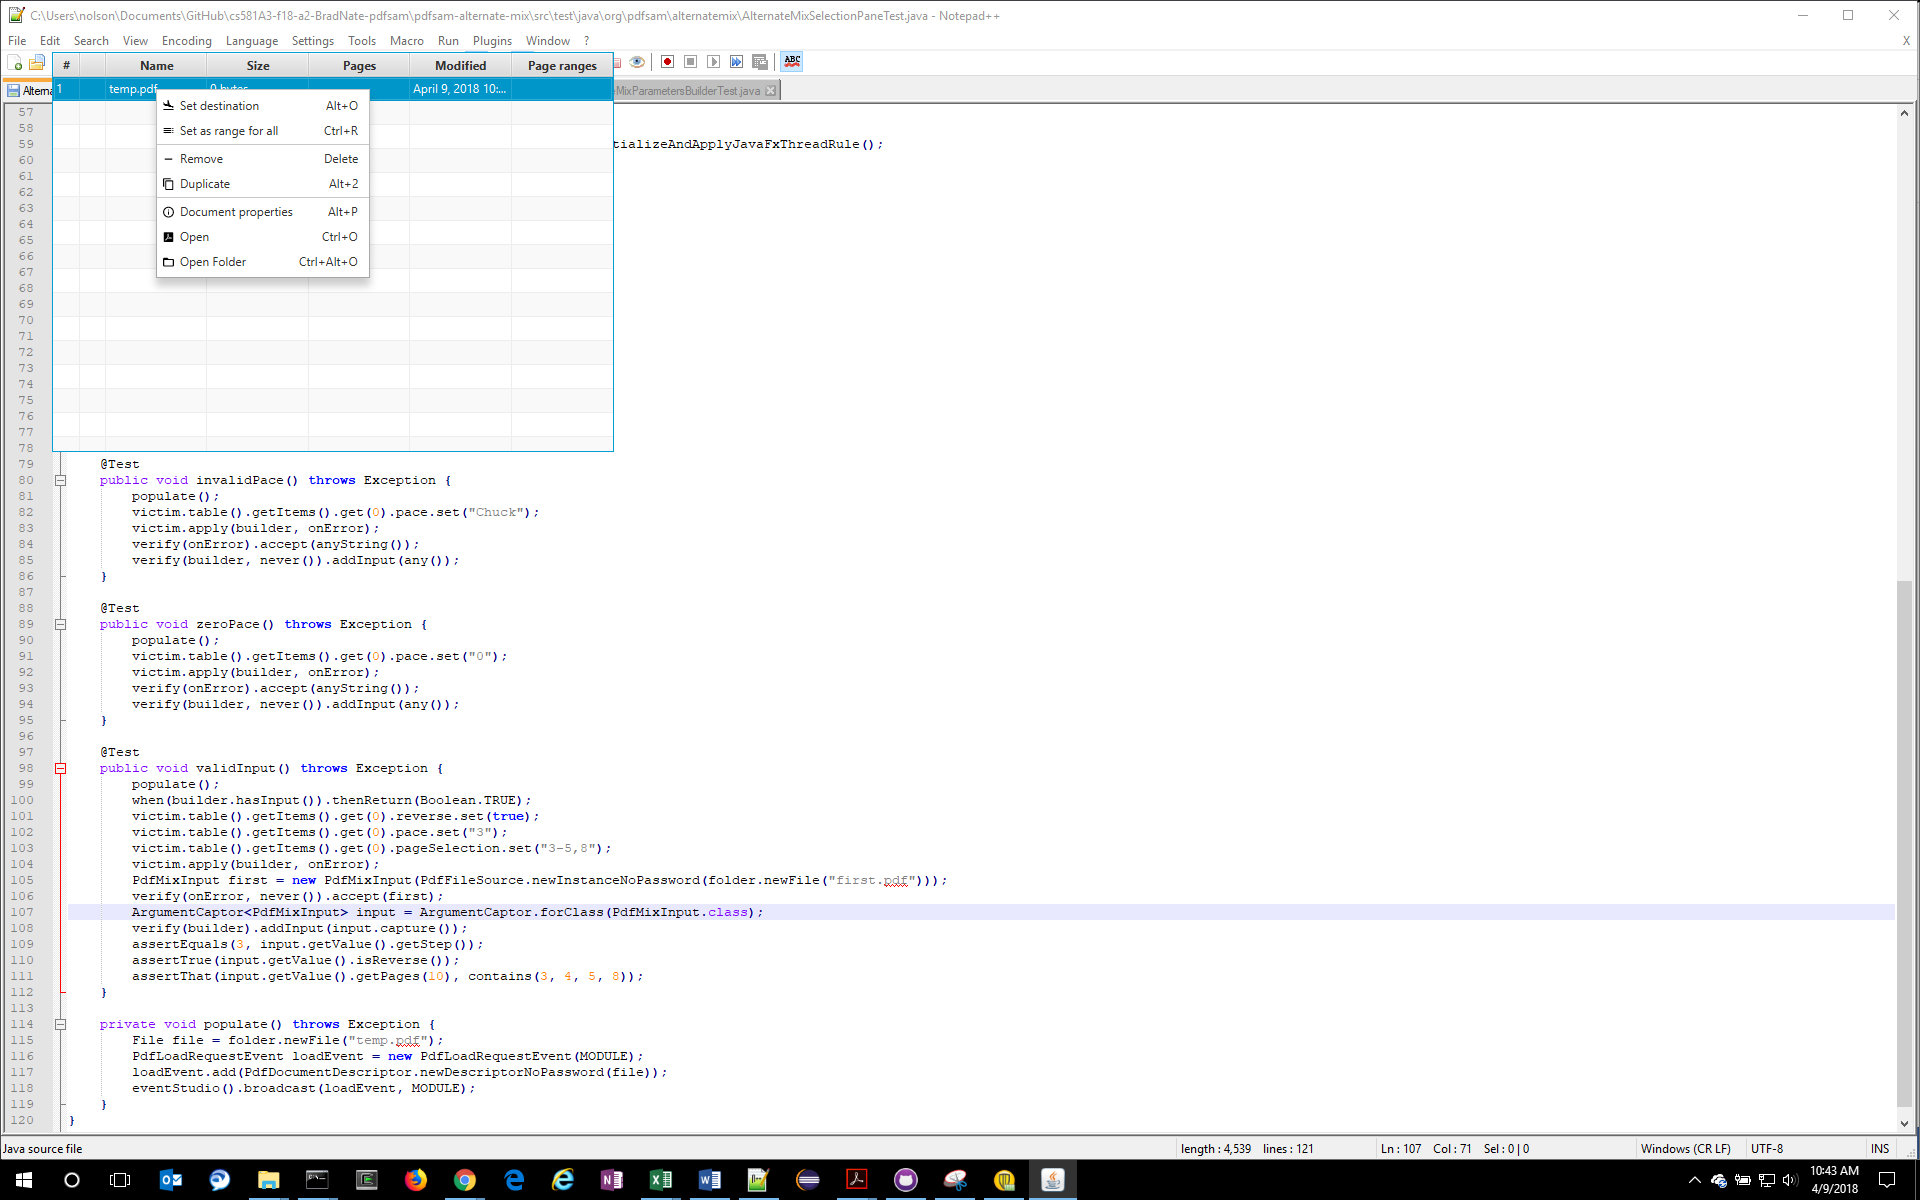 C:\Users\nolson\Documents\GitHub\cs581A3-f18-a2-BradNate-pdfsam\pdfsam-alternate-mix\src\test\java\org\pdfsam\alternatemix\AlternateMixSelectionPaneTest.java - Notepad++
File Edit Search View Encoding Language Settings Tools Macro Run Plugins Window ? X
# Name Size Pages Modified Page ranges
ABC
Alterna MixParametersBuilderTest.java
1 temp.pdf 0 bytes April 9, 2018 10:...
Set destination Alt+O
Set as range for all Ctrl+R
Remove Delete
Duplicate Alt+2
Document properties Alt+P
Open Ctrl+O
Open Folder Ctrl+Alt+O
57
58
59 tializeAndApplyJavaFxThreadRule();
60
61
62
63
64
65
66
67
68
69
70
71
72
73
74
75
76
77
78
79 @Test
80 public void invalidPace() throws Exception {
81 populate();
82 victim.table().getItems().get(0).pace.set("Chuck");
83 victim.apply(builder, onError);
84 verify(onError).accept(anyString());
85 verify(builder, never()).addInput(any());
86 }
87
88 @Test
89 public void zeroPace() throws Exception {
90 populate();
91 victim.table().getItems().get(0).pace.set("0");
92 victim.apply(builder, onError);
93 verify(onError).accept(anyString());
94 verify(builder, never()).addInput(any());
95 }
96
97 @Test
98 public void validInput() throws Exception {
99 populate();
100 when(builder.hasInput()).thenReturn(Boolean.TRUE);
101 victim.table().getItems().get(0).reverse.set(true);
102 victim.table().getItems().get(0).pace.set("3");
103 victim.table().getItems().get(0).pageSelection.set("3-5,8");
104 victim.apply(builder, onError);
105 PdfMixInput first = new PdfMixInput(PdfFileSource.newInstanceNoPassword(folder.newFile("first.pdf")));
106 verify(onError, never()).accept(first);
107 ArgumentCaptor<PdfMixInput> input = ArgumentCaptor.forClass(PdfMixInput.class);
108 verify(builder).addInput(input.capture());
109 assertEquals(3, input.getValue().getStep());
110 assertTrue(input.getValue().isReverse());
111 assertThat(input.getValue().getPages(10), contains(3, 4, 5, 8));
112 }
113
114 private void populate() throws Exception {
115 File file = folder.newFile("temp.pdf");
116 PdfLoadRequestEvent loadEvent = new PdfLoadRequestEvent(MODULE);
117 loadEvent.add(PdfDocumentDescriptor.newDescriptorNoPassword(file));
118 eventStudio().broadcast(loadEvent, MODULE);
119 }
120 }
Java source file length : 4,539 lines : 121 Ln : 107 Col : 71 Sel : 0 | 0 Windows (CR LF) UTF-8 INS
10:43 AM
4/9/2018